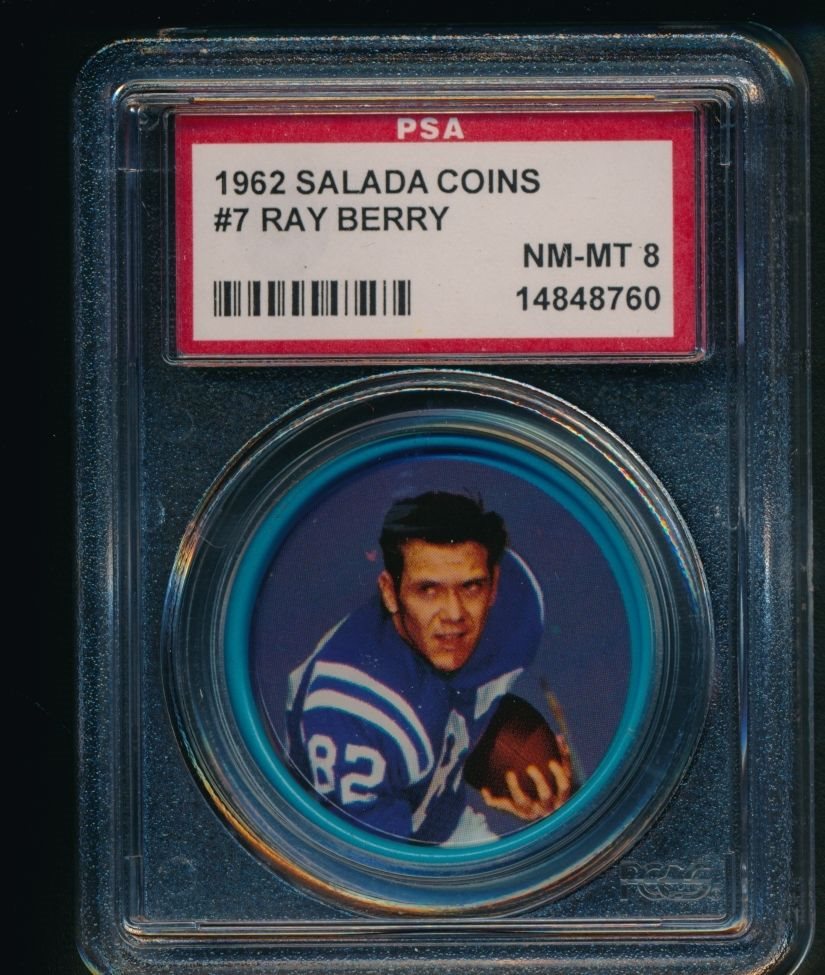 PSA
1962 SALADA COINS
#7 RAY BERRY
NM-MT 8
14848760
82